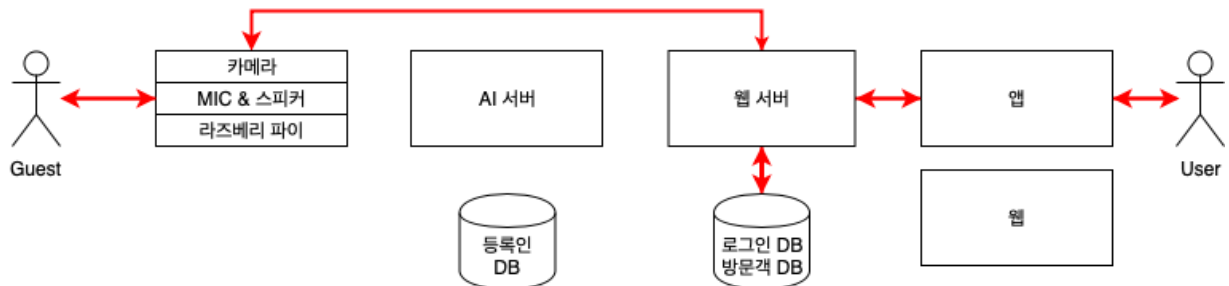 카메라
MIC & 스피커
라즈베리 파이
Guest
AI 서버
등록인
DB
웹 서버
로그인 DB
방문객 DB
앱
웹
User